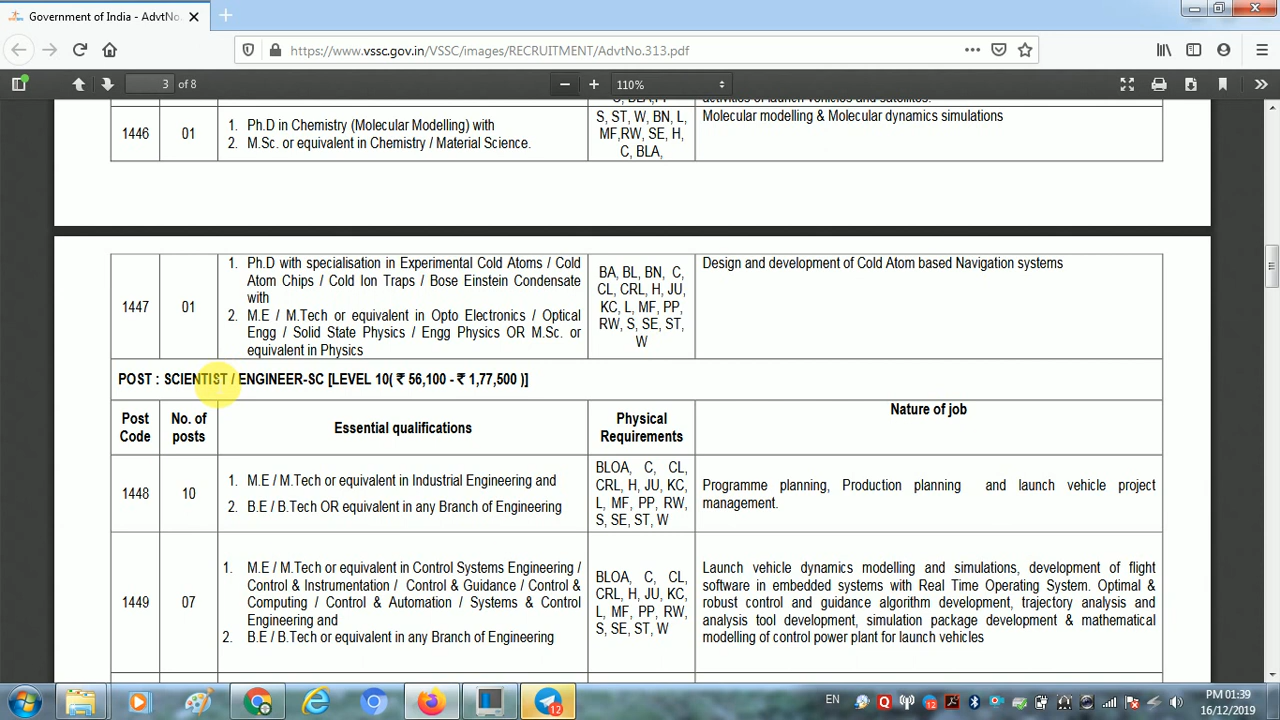 Government of India - AdvtNo.
https://www.vssc.gov.in/VSSC/images/RECRUITMENT/AdvtNo.313.pdf
3 of 8
110%
activities of launch vehicles and satellites.
1446
01
1. Ph.D in Chemistry (Molecular Modelling) with
2. M.Sc. or equivalent in Chemistry / Material Science.
S, ST, W, BN, L,
MF,RW, SE, H,
C, BLA,
Molecular modelling & Molecular dynamics simulations
1447
01
1. Ph.D with specialisation in Experimental Cold Atoms / Cold
Atom Chips / Cold Ion Traps / Bose Einstein Condensate
with
2. M.E / M.Tech or equivalent in Opto Electronics / Optical
Engg / Solid State Physics / Engg Physics OR M.Sc. or
equivalent in Physics
BA, BL, BN, C,
CL, CRL, H, JU,
KC, L, MF, PP,
RW, S, SE, ST,
W
Design and development of Cold Atom based Navigation systems
POST : SCIENTIST / ENGINEER-SC [LEVEL 10( ₹ 56,100 - ₹ 1,77,500 )]
Post
Code
No. of
posts
Essential qualifications
Physical
Requirements
Nature of job
1448
10
1. M.E / M.Tech or equivalent in Industrial Engineering and
2. B.E / B.Tech OR equivalent in any Branch of Engineering
BLOA, C, CL,
CRL, H, JU, KC,
L, MF, PP, RW,
S, SE, ST, W
Programme planning, Production planning and launch vehicle project
management.
1449
07
1. M.E / M.Tech or equivalent in Control Systems Engineering /
Control & Instrumentation / Control & Guidance / Control &
Computing / Control & Automation / Systems & Control
Engineering and
2. B.E / B.Tech or equivalent in any Branch of Engineering
BLOA, C, CL,
CRL, H, JU, KC,
L, MF, PP, RW,
S, SE, ST, W
Launch vehicle dynamics modelling and simulations, development of flight
software in embedded systems with Real Time Operating System. Optimal &
robust control and guidance algorithm development, trajectory analysis and
analysis tool development, simulation package development & mathematical
modelling of control power plant for launch vehicles
12
EN
12
PM 01:39
16/12/2019